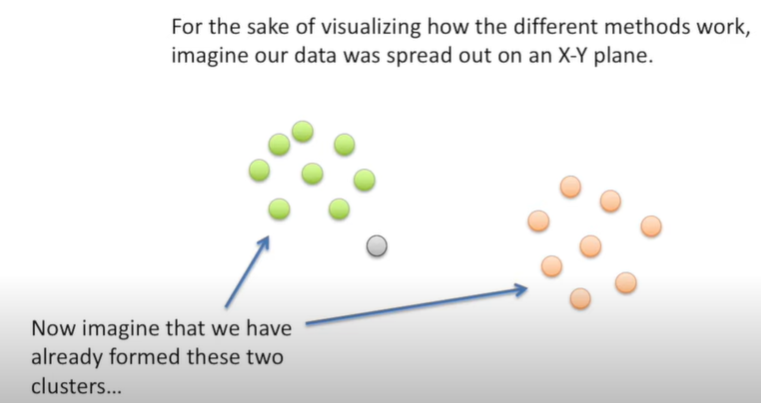 For the sake of visualizing how the different methods work,
imagine our data was spread out on an X-Y plane.
Now imagine that we have
already formed these two
clusters...